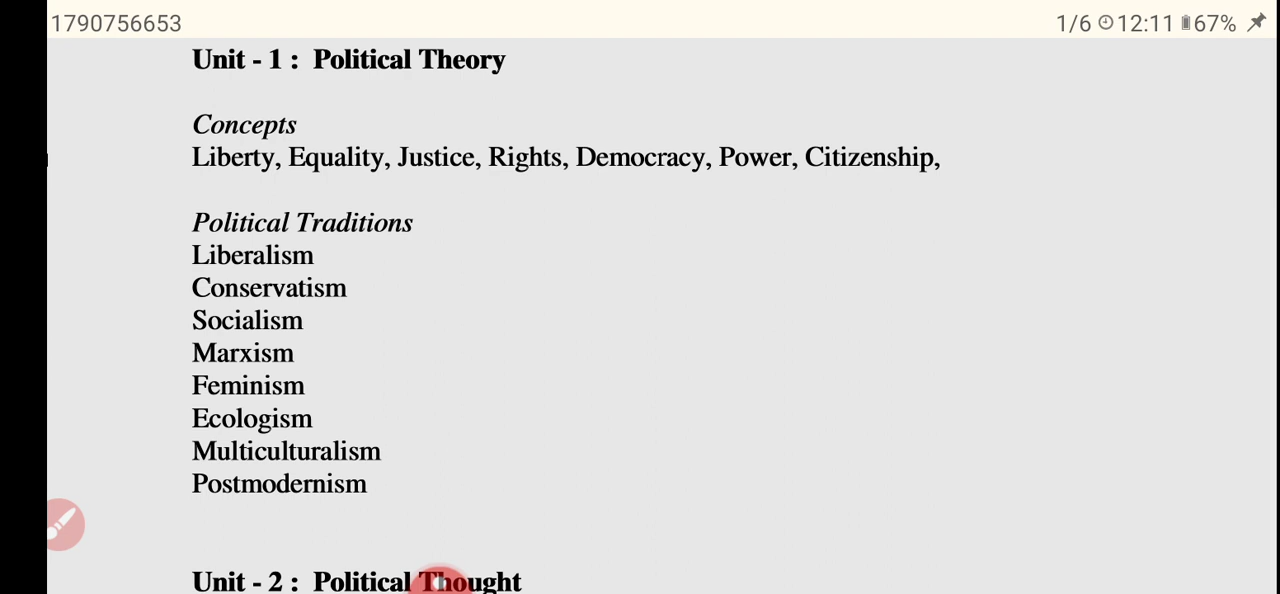 1790756653
1/6 12:11 67%
Unit - 1 : Political Theory
Concepts
Liberty, Equality, Justice, Rights, Democracy, Power, Citizenship,
Political Traditions
Liberalism
Conservatism
Socialism
Marxism
Feminism
Ecologism
Multiculturalism
Postmodernism
Unit - 2 : Political Thought